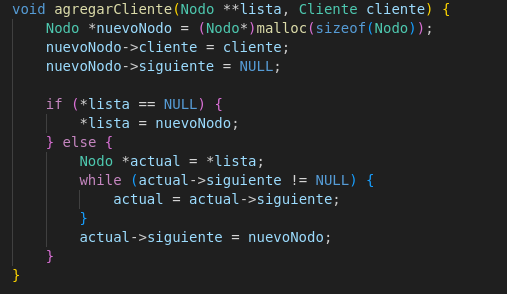 void agregarCliente(Nodo **lista, Cliente cliente) {
    Nodo *nuevoNodo = (Nodo*)malloc(sizeof(Nodo));
    nuevoNodo->cliente = cliente;
    nuevoNodo->siguiente = NULL;

    if (*lista == NULL) {
        *lista = nuevoNodo;
    } else {
        Nodo *actual = *lista;
        while (actual->siguiente != NULL) {
            actual = actual->siguiente;
        }
        actual->siguiente = nuevoNodo;
    }
}